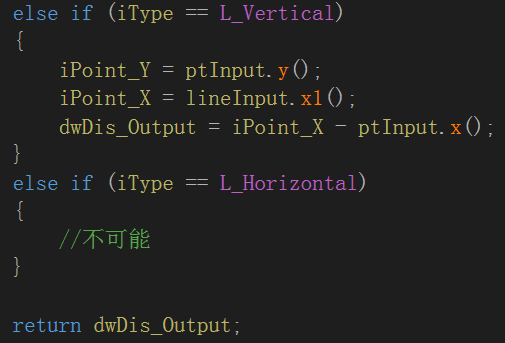 else if (iType == L_Vertical)
{
    iPoint_Y = ptInput.y();
    iPoint_X = lineInput.x1();
    dwDis_Output = iPoint_X - ptInput.x();
}
else if (iType == L_Horizontal)
{
    //不可能
}

return dwDis_Output;